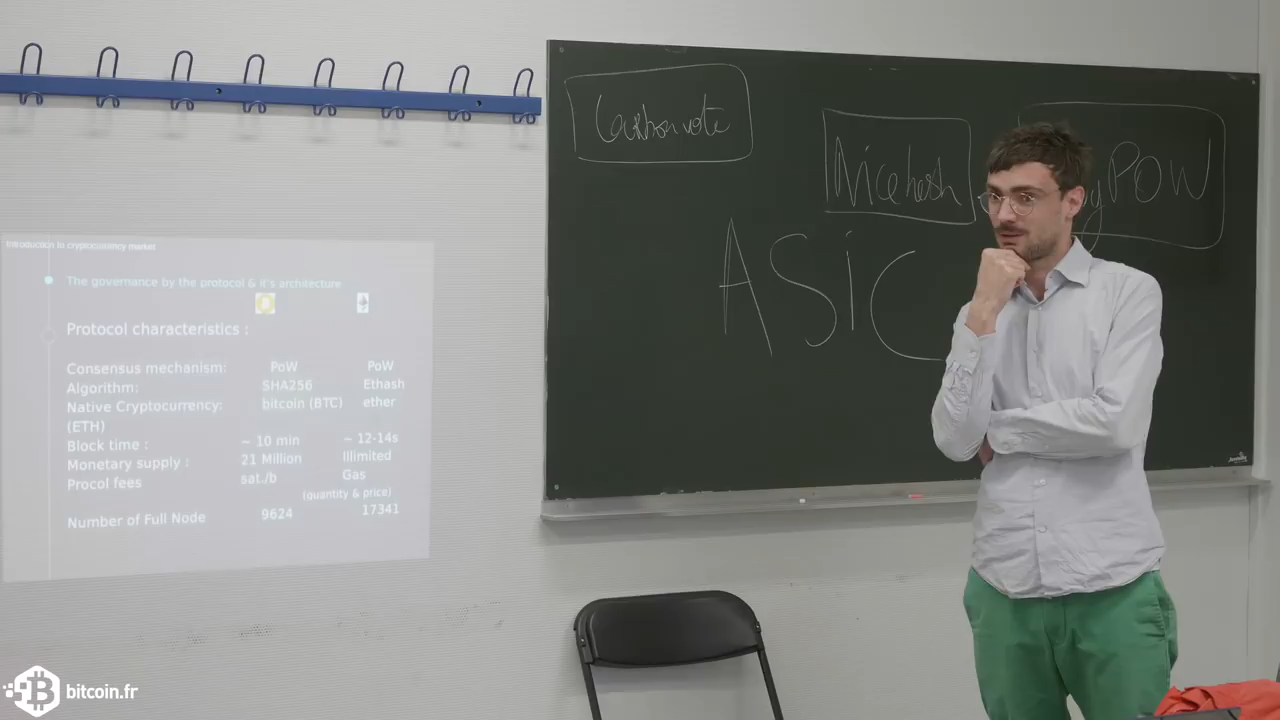 Introduction to cryptocurrency market
The governance by the protocol & it's architecture
Protocol characteristics :
Consensus mechanism: PoW PoW
Algorithm: SHA256 Ethash
Native Cryptocurrency: bitcoin (BTC) ether
(ETH)
Block time : ~ 10 min ~ 12-14s
Monetary supply : 21 Million Illimited
Procol fees sat./b Gas
(quantity & price)
Number of Full Node 9624 17341
Carbonvote
Nicehash
POW
ASIC
bitcoin.fr